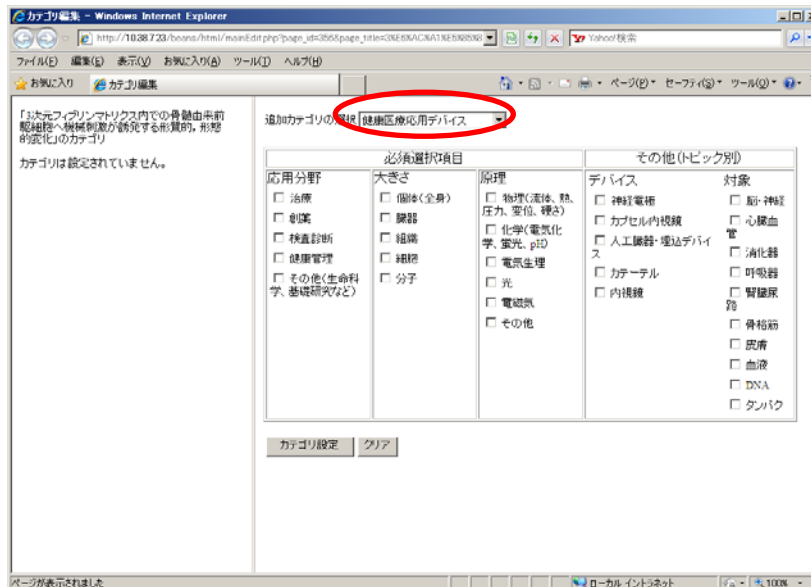 カテゴリ編集 - Windows Internet Explorer
Yahoo!検索
ファイル(F) 編集(E) 表示(V) お気に入り(A) ツール(T) ヘルプ(H)
お気に入り カテゴリ編集 ページ(P) セーフティ(S) ツール(O)
「3次元フィブリンマトリクス内での骨髄由来前
駆細胞へ機械刺激が誘発する形質的, 形態
的変化」のカテゴリ
カテゴリは設定されていません。
追加カテゴリの選択 健康医療応用デバイス
必須選択項目 その他(トピック別)
応用分野 大きさ 原理 デバイス 対象
治療
創薬
検査診断
健康管理
その他(生命科
学、基礎研究など)
個体(全身)
臓器
組織
細胞
分子
物理(流体、熱、
圧力、変位、硬さ)
化学(電気化
学、蛍光、pH)
電気生理
光
電磁気
その他
神経電極
カプセル内視鏡
人工臓器・埋込デバイ
ス
カテーテル
内視鏡
脳・神経
心臓血
管
消化器
呼吸器
腎臓尿
路
骨格筋
皮膚
血液
DNA
タンパク
カテゴリ設定 クリア
ページが表示されました ローカル イントラネット 100%